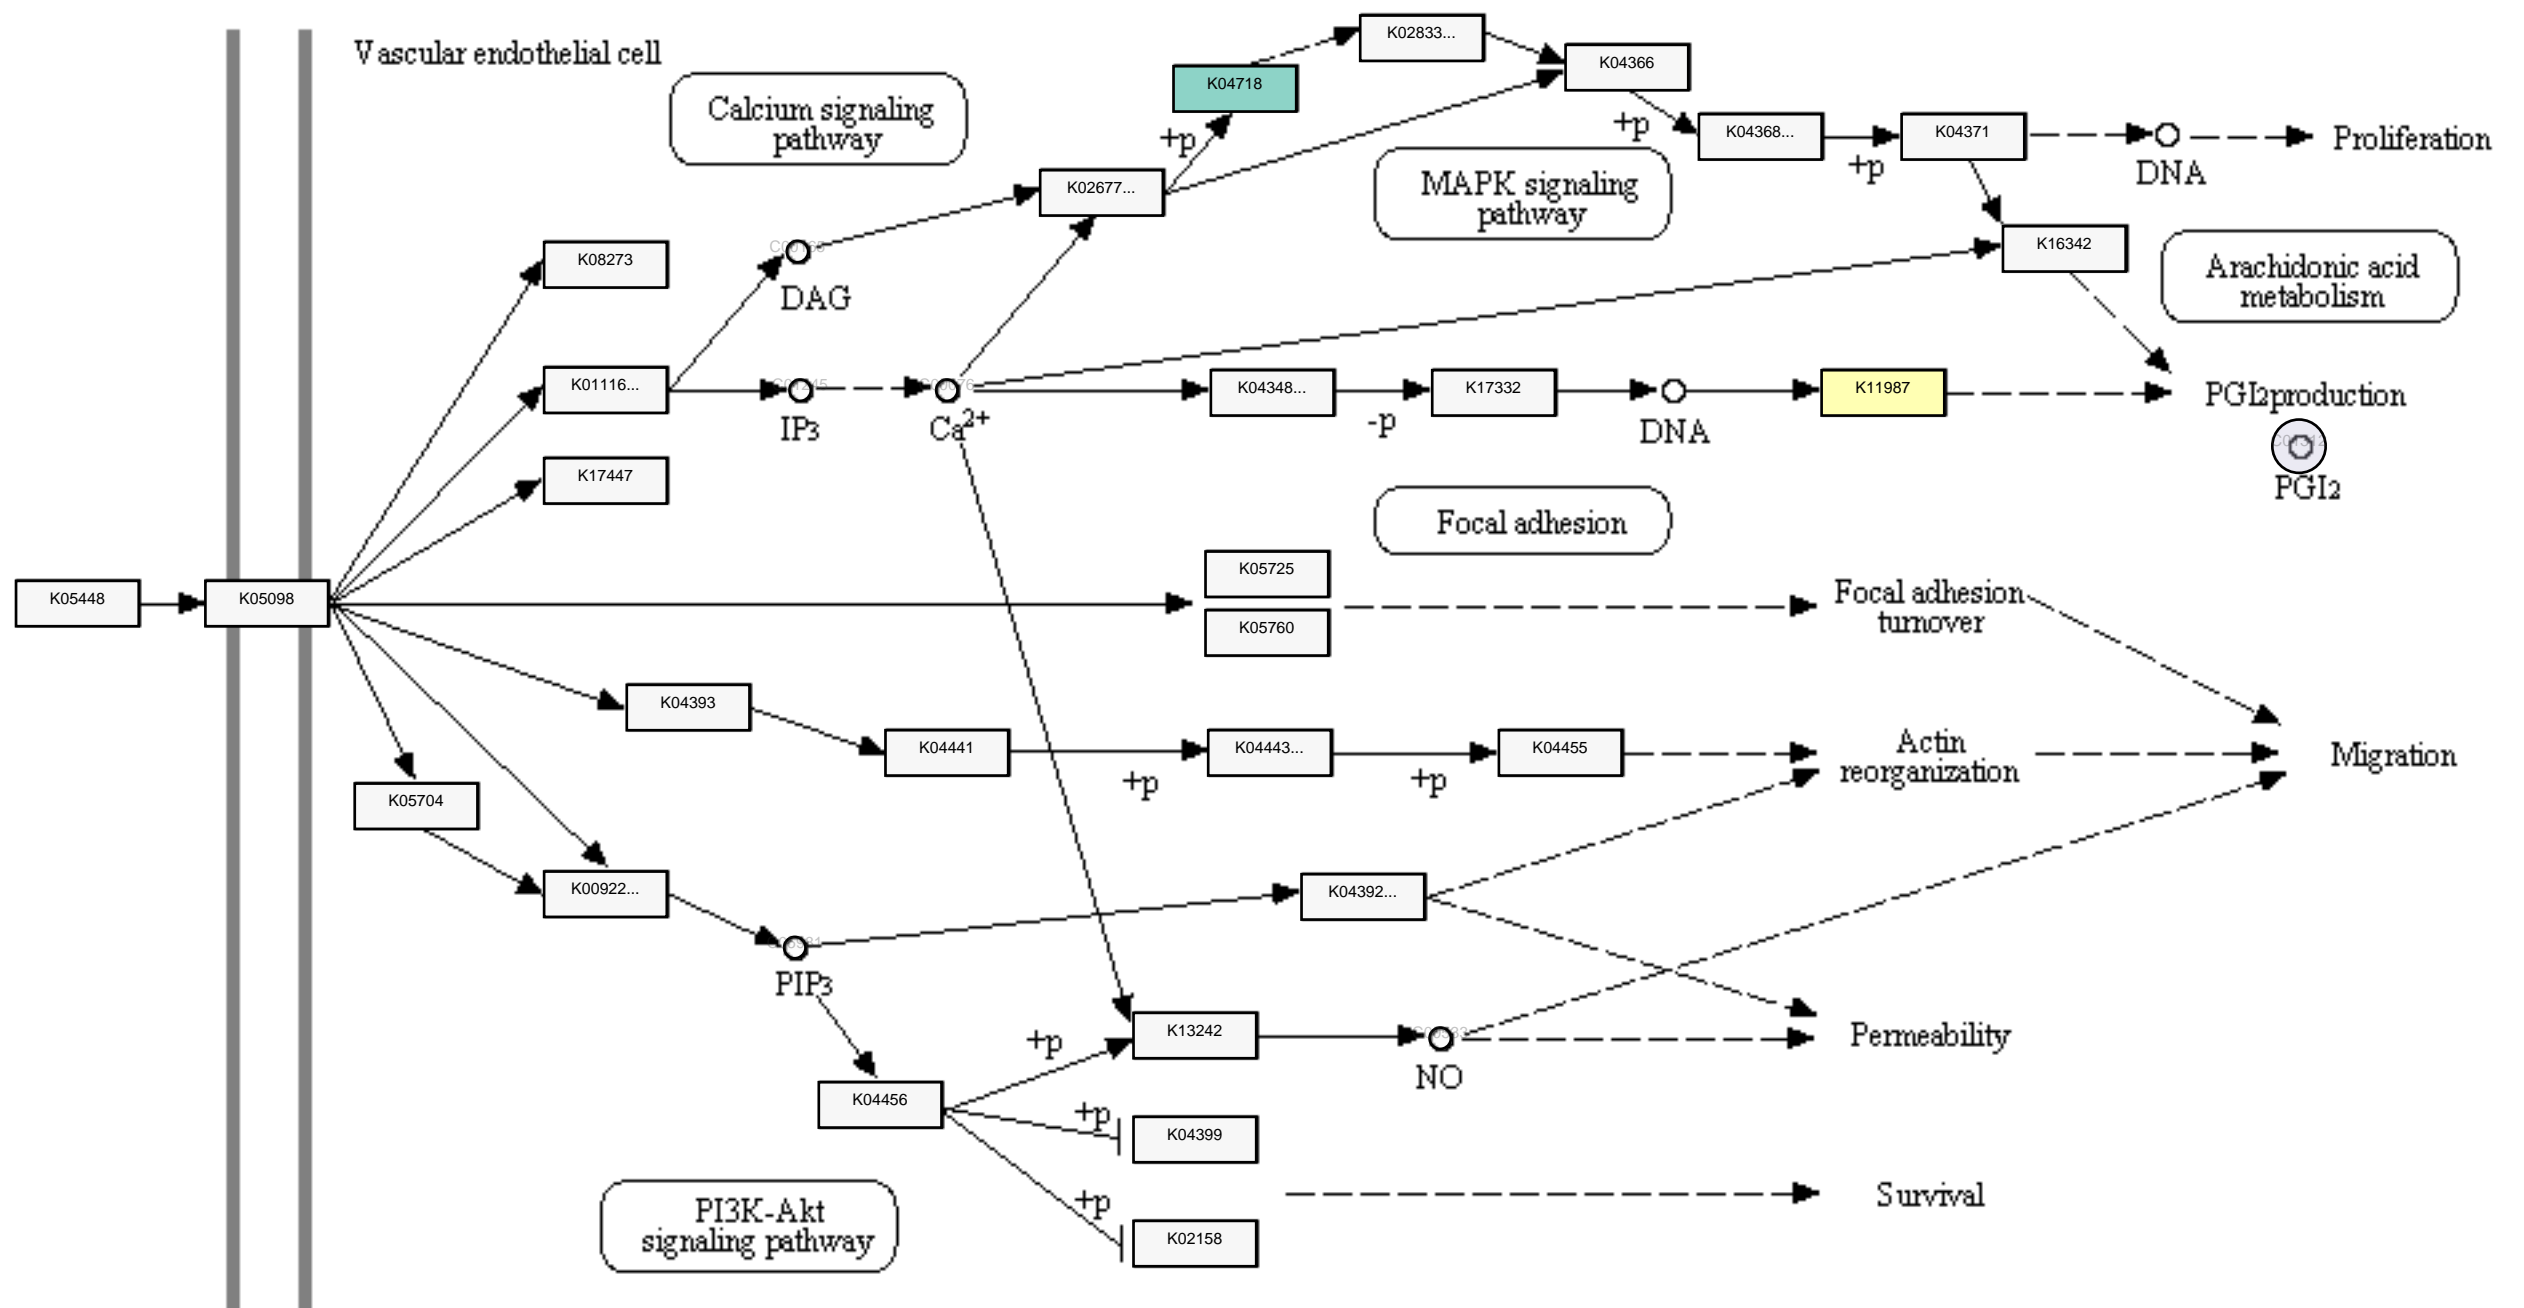 Vascular endothelial cell
K02833...
K04366
K04718
Calcium signaling
pathway
+p
+p
K04368...
+p
K04371
DNA
Proliferation
K02677...
MAPK signaling
pathway
K08273
DAG
K16342
Arachidonic acid
metabolism
K01116...
IP3
Ca2+
K04348...
-p
K17332
DNA
K11987
PGI2production
PGI2
K17447
Focal adhesion
K05448
K05098
K05725
K05760
Focal adhesion
turnover
K04393
K04441
+p
K04443...
+p
K04455
Actin
reorganization
Migration
K05704
K00922...
K04392...
PIP3
K13242
NO
Permeability
+p
K04456
+p
K04399
+p
K02158
Survival
PI3K-Akt
signaling pathway